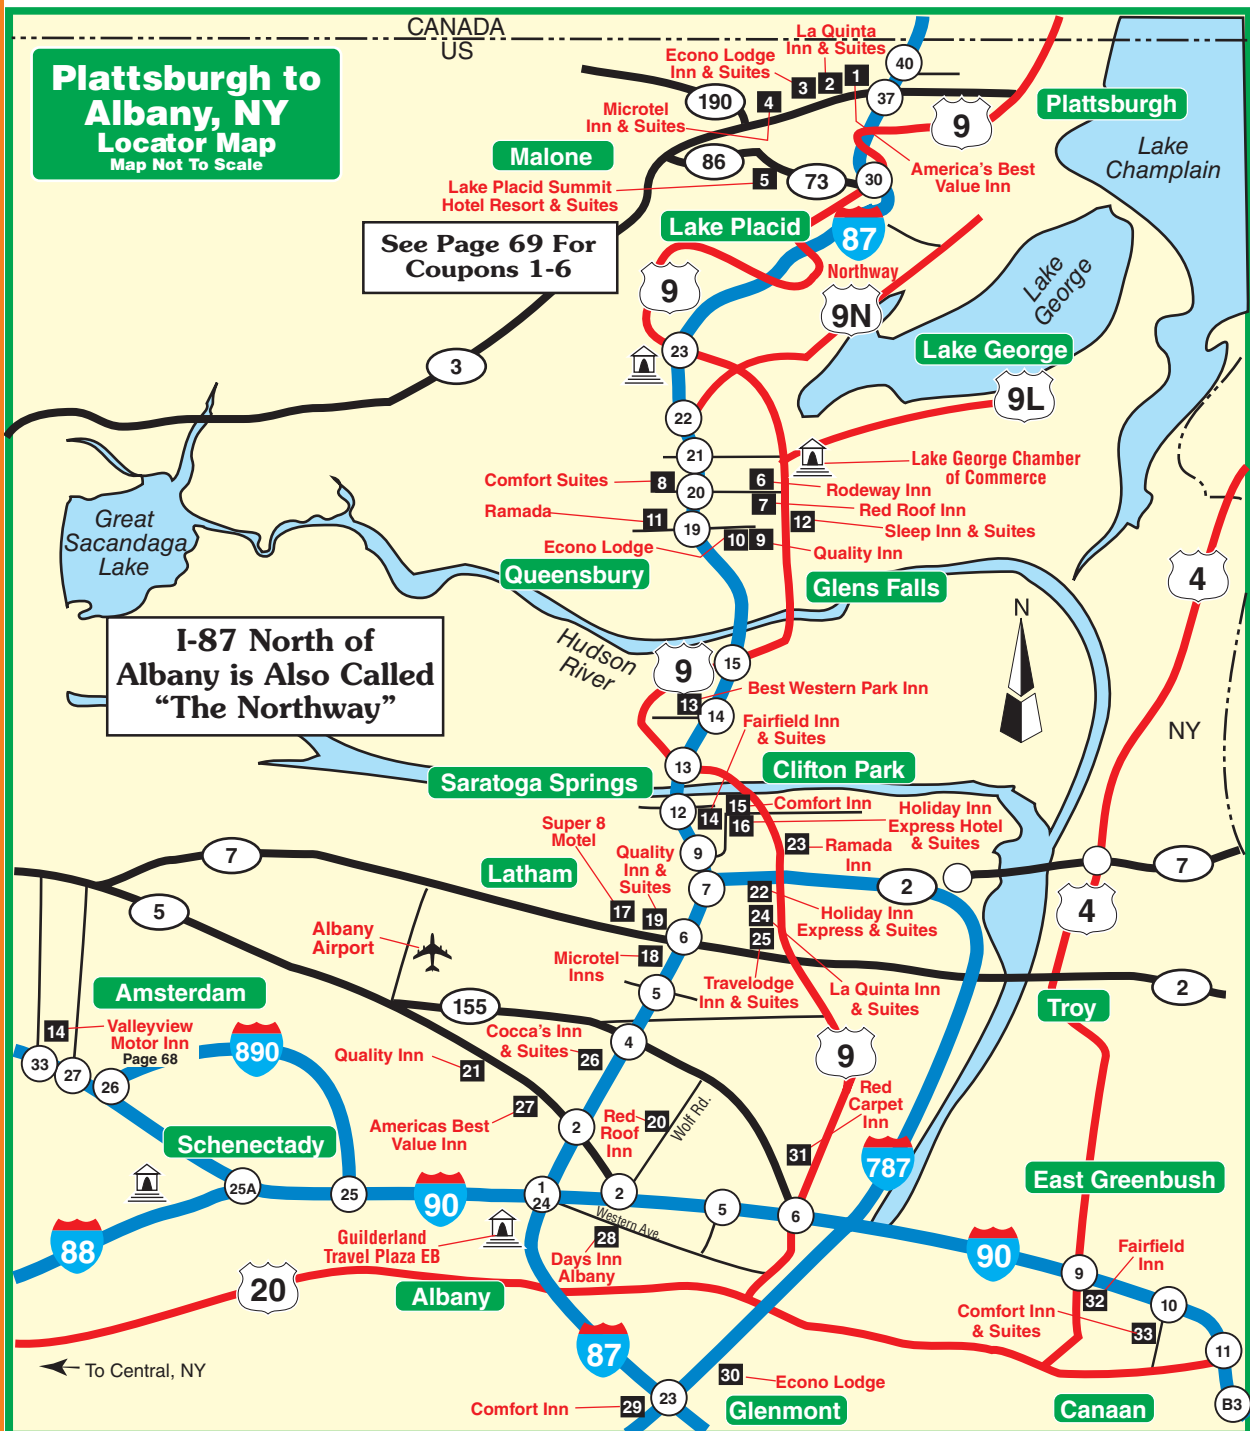 CANADA
US
Plattsburgh to
Albany, NY
Locator Map
Map Not To Scale
La Quinta
Inn & Suites
Econo Lodge
Inn & Suites
3
2
1
40
190
4
37
Microtel
Inn & Suites
9
Plattsburgh
Lake
Champlain
Malone
86
5
73
30
America's Best
Value Inn
Lake Placid Summit
Hotel Resort & Suites
Lake Placid
87
Northway
See Page 69 For
Coupons 1-6
9
9N
Lake
George
Lake George
3
23
9L
22
21
Lake George Chamber
of Commerce
Comfort Suites
8
20
6
Rodeway Inn
7
Red Roof Inn
Ramada
11
19
12
Sleep Inn & Suites
Econo Lodge
10
9
Quality Inn
Great
Sacandaga
Lake
Queensbury
Glens Falls
4
N
I-87 North of
Albany is Also Called
“The Northway”
Hudson
River
9
15
13
Best Western Park Inn
14
Fairfield Inn
& Suites
NY
13
Saratoga Springs
Clifton Park
12
14
15
Comfort Inn
16
Holiday Inn
Express Hotel
& Suites
Super 8
Motel
23
Ramada
Inn
9
7
Quality
Inn &
Suites
Latham
7
2
7
22
Holiday Inn
Express & Suites
5
17
19
24
4
Albany
Airport
6
25
Microtel
Inns
18
Travelodge
Inn & Suites
La Quinta Inn
& Suites
2
Amsterdam
155
5
Troy
14
Valleyview
Motor Inn
Page 68
890
Cocca's Inn
& Suites
26
4
9
33
27
26
Quality Inn
21
Red
Carpet
Inn
27
Americas Best
Value Inn
2
Red
Roof
Inn
20
Wolf Rd.
Schenectady
31
787
East Greenbush
25A
25
90
1
24
2
5
6
Western Ave.
88
Guilderland
Travel Plaza EB
28
Days Inn
Albany
90
Fairfield
Inn
9
32
10
20
Albany
Comfort Inn
& Suites
33
87
11
To Central, NY
30
Econo Lodge
23
Comfort Inn
29
Glenmont
Canaan
B3